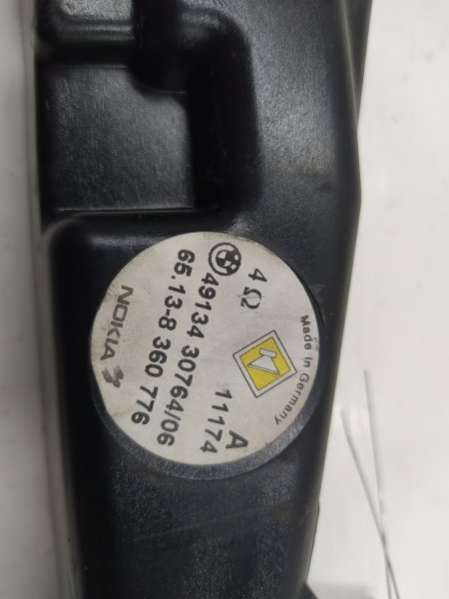 4 Ω
Made in Germany
49134 30764/06
65.13-8 360 776
A
11174
NOKIA